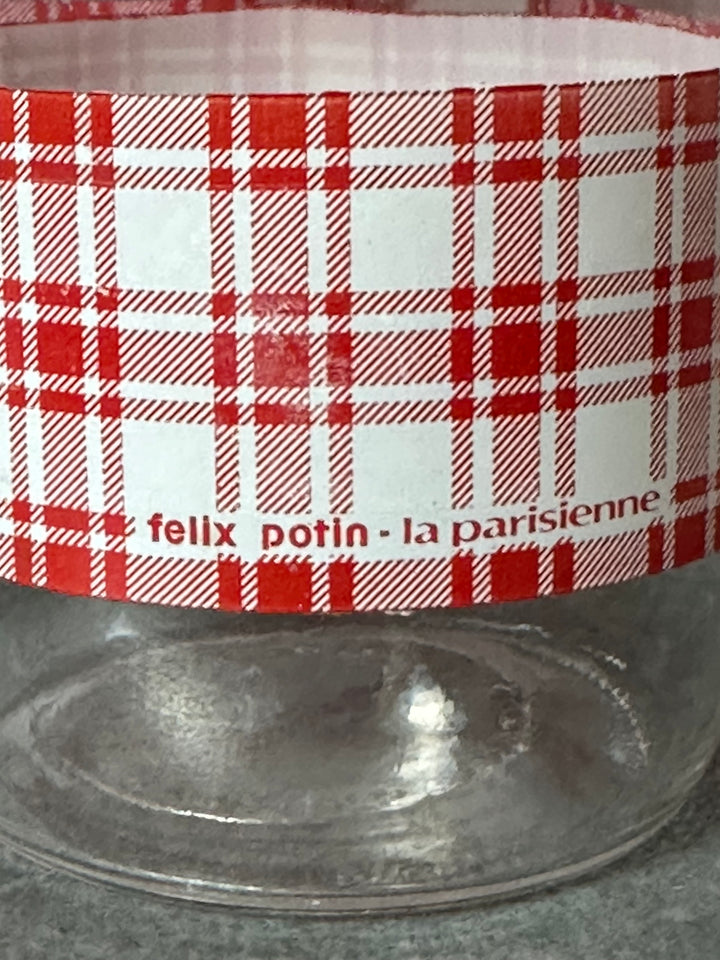 felix potin - la parisienne